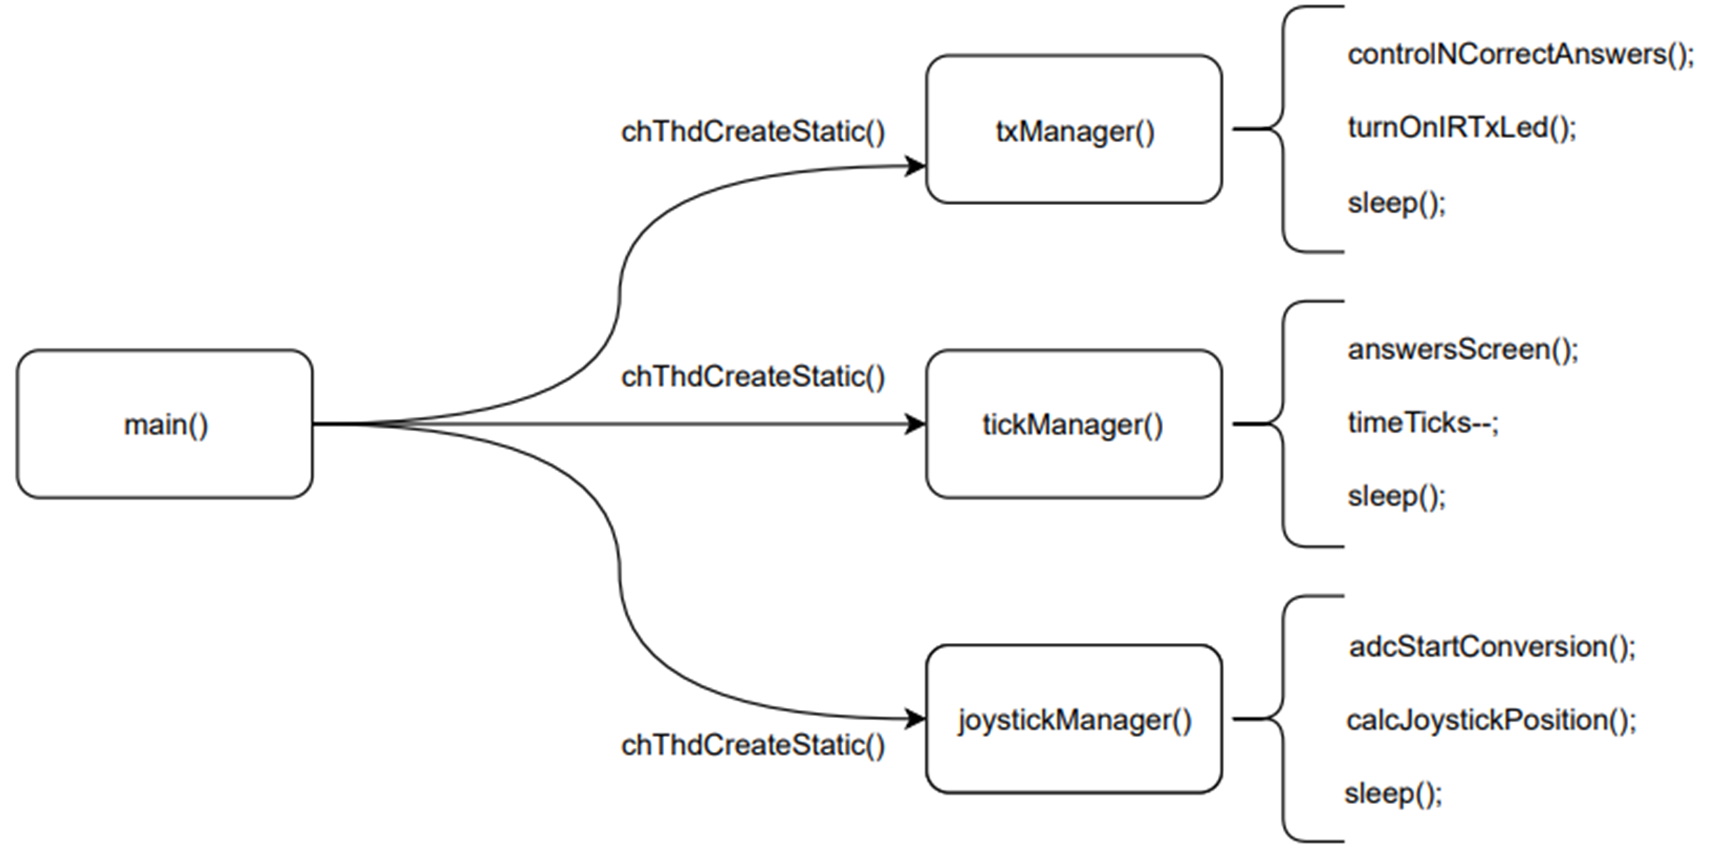 main()
chThdCreateStatic()
txManager()
controlNCorrectAnswers();
turnOnIRTxLed();
sleep();
chThdCreateStatic()
tickManager()
answersScreen();
timeTicks--;
sleep();
chThdCreateStatic()
joystickManager()
adcStartConversion();
calcJoystickPosition();
sleep();